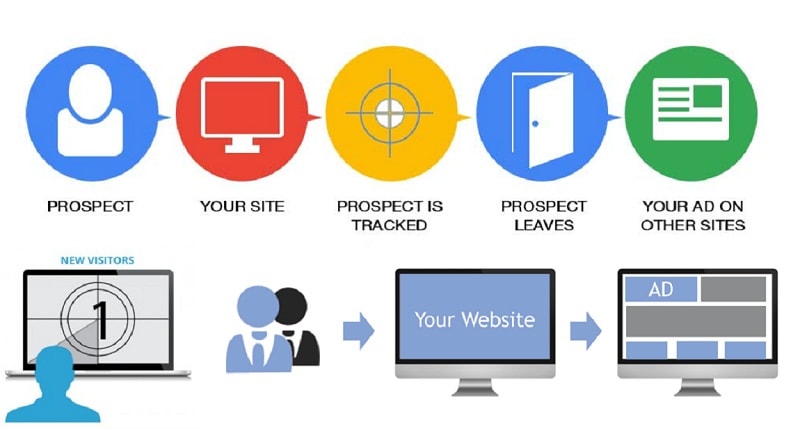 PROSPECT
YOUR SITE
PROSPECT IS
TRACKED
PROSPECT
LEAVES
YOUR AD ON
OTHER SITES
NEW VISITORS
1
Your Website
AD